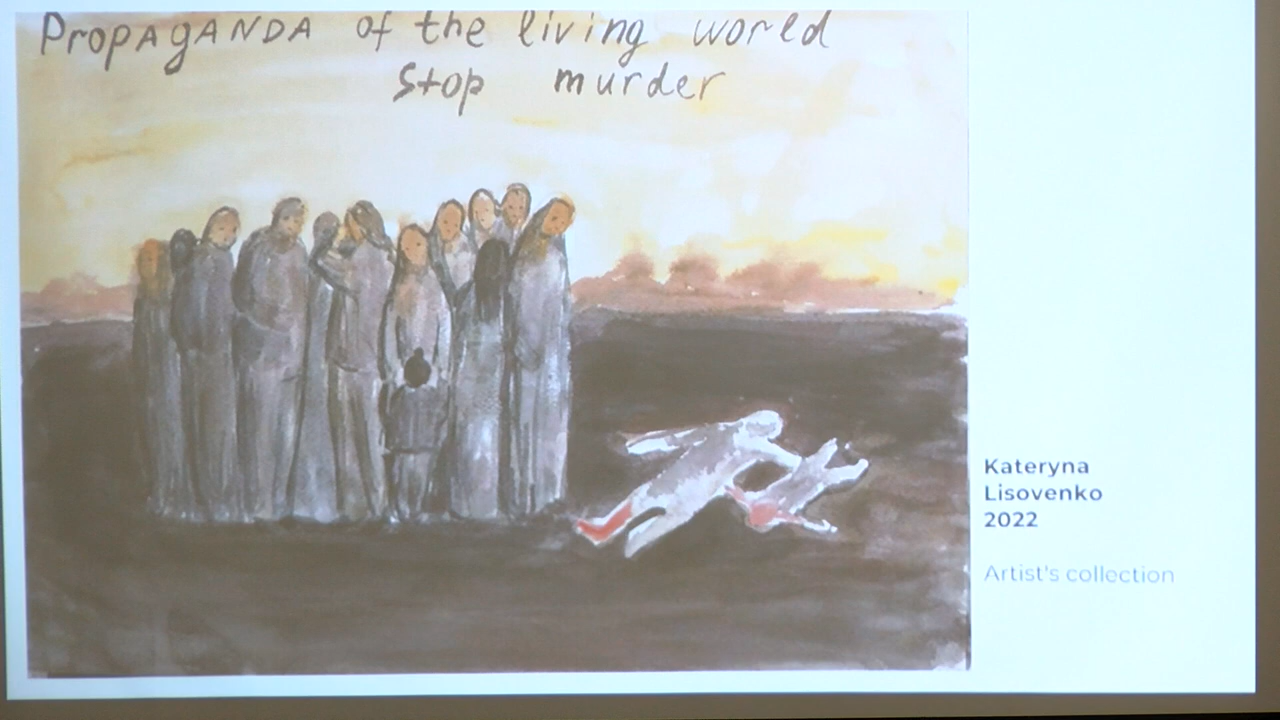 PROPAGANDA of the living world
Stop murder
Kateryna
Lisovenko
2022
Artist's collection